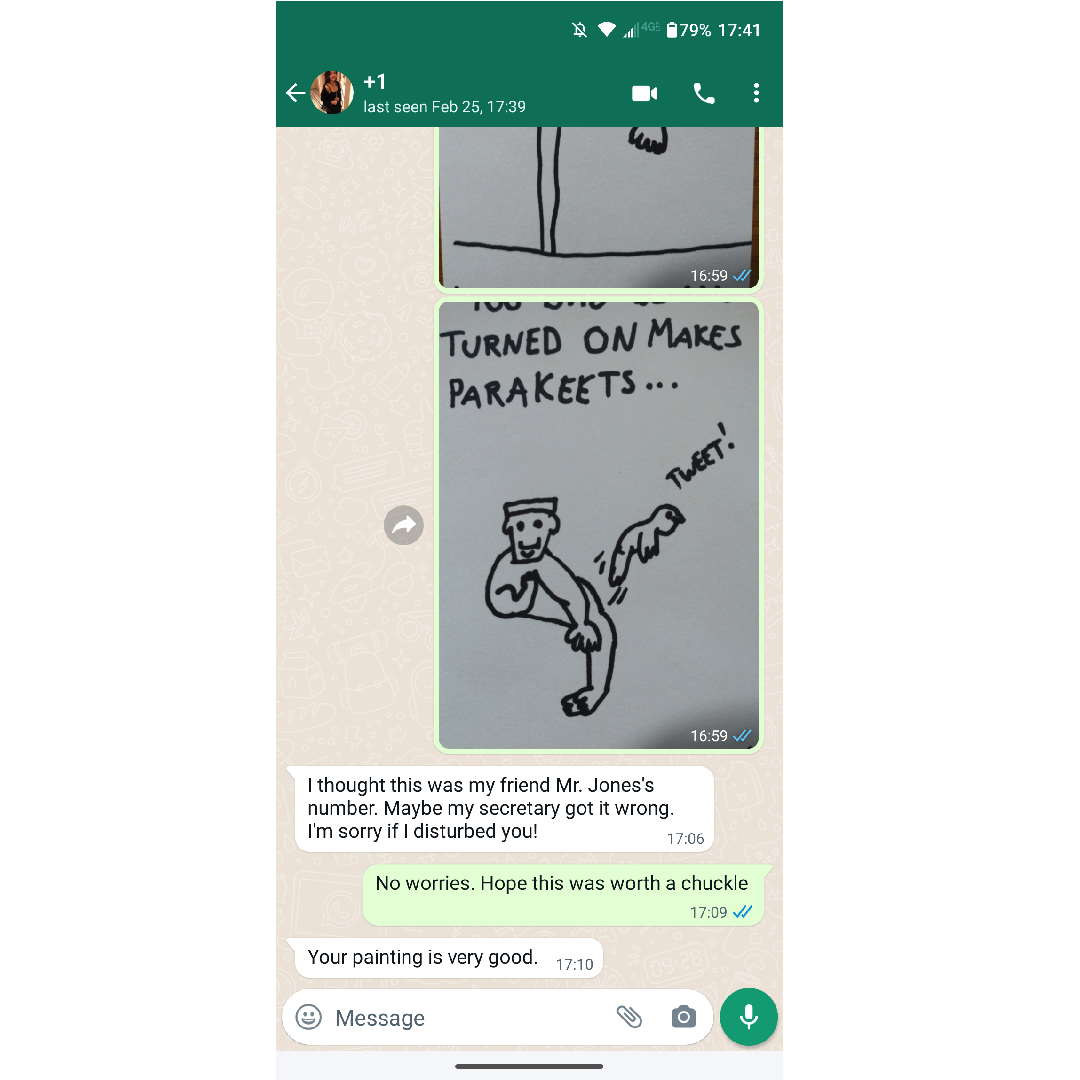 4G
79% 17:41
+1
last seen Feb 25, 17:39
16:59
TURNED ON MAKES
PARAKEETS...
TWEET!
16:59
I thought this was my friend Mr. Jones's
number. Maybe my secretary got it wrong.
I'm sorry if I disturbed you!
17:06
No worries. Hope this was worth a chuckle
17:09
Your painting is very good.
17:10
Message